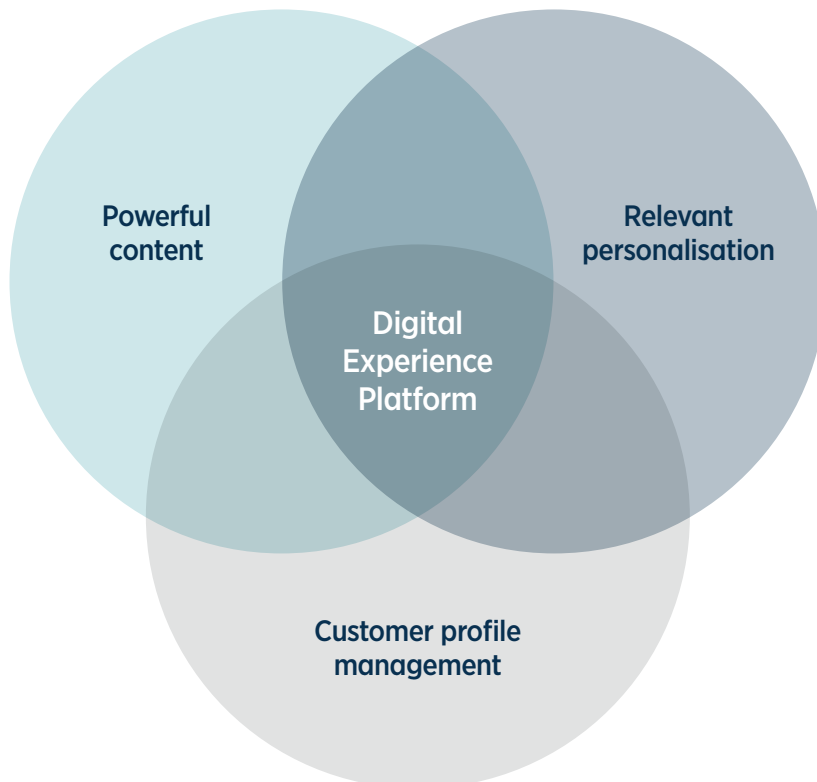 Powerful
content
Relevant
personalisation
Digital
Experience
Platform
Customer profile
management